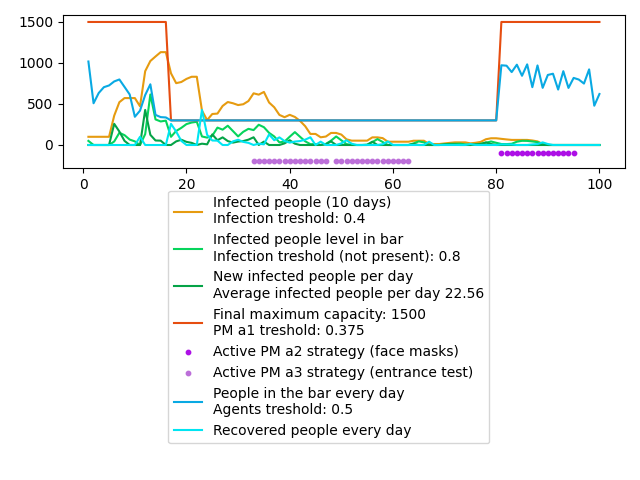 1500
1000
500
0
0 20 40 60 80 100
Infected people (10 days)
Infection treshold: 0.4
Infected people level in bar
Infection treshold (not present): 0.8
New infected people per day
Average infected people per day 22.56
Final maximum capacity: 1500
PM a1 treshold: 0.375
Active PM a2 strategy (face masks)
Active PM a3 strategy (entrance test)
People in the bar every day
Agents treshold: 0.5
Recovered people every day